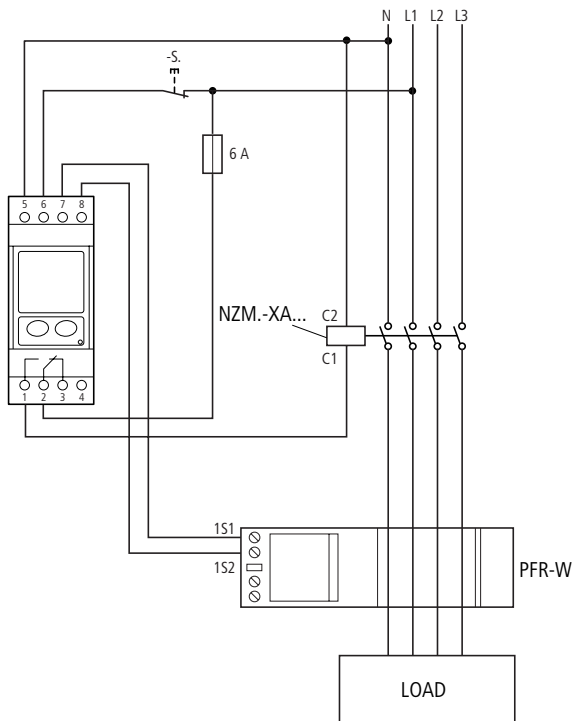 N L1 L2 L3
-S.
6 A
5 6 7 8
NZM.-XA...
C2
C1
1 2 3 4
1S1
1S2
PFR-W
LOAD